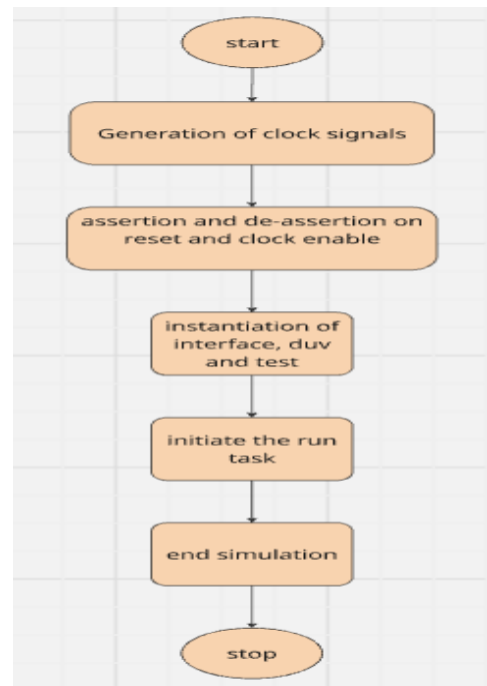 start
Generation of clock signals
assertion and de-assertion on
reset and clock enable
instantiation of
interface, duv
and test
initiate the run
task
end simulation
stop